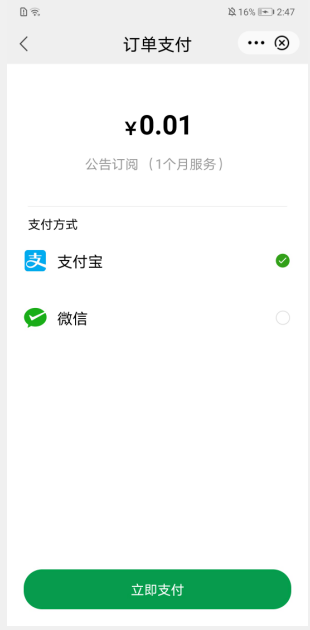 16% 2:47
订单支付
¥0.01
公告订阅 （1个月服务）
支付方式
支付宝
微信
立即支付